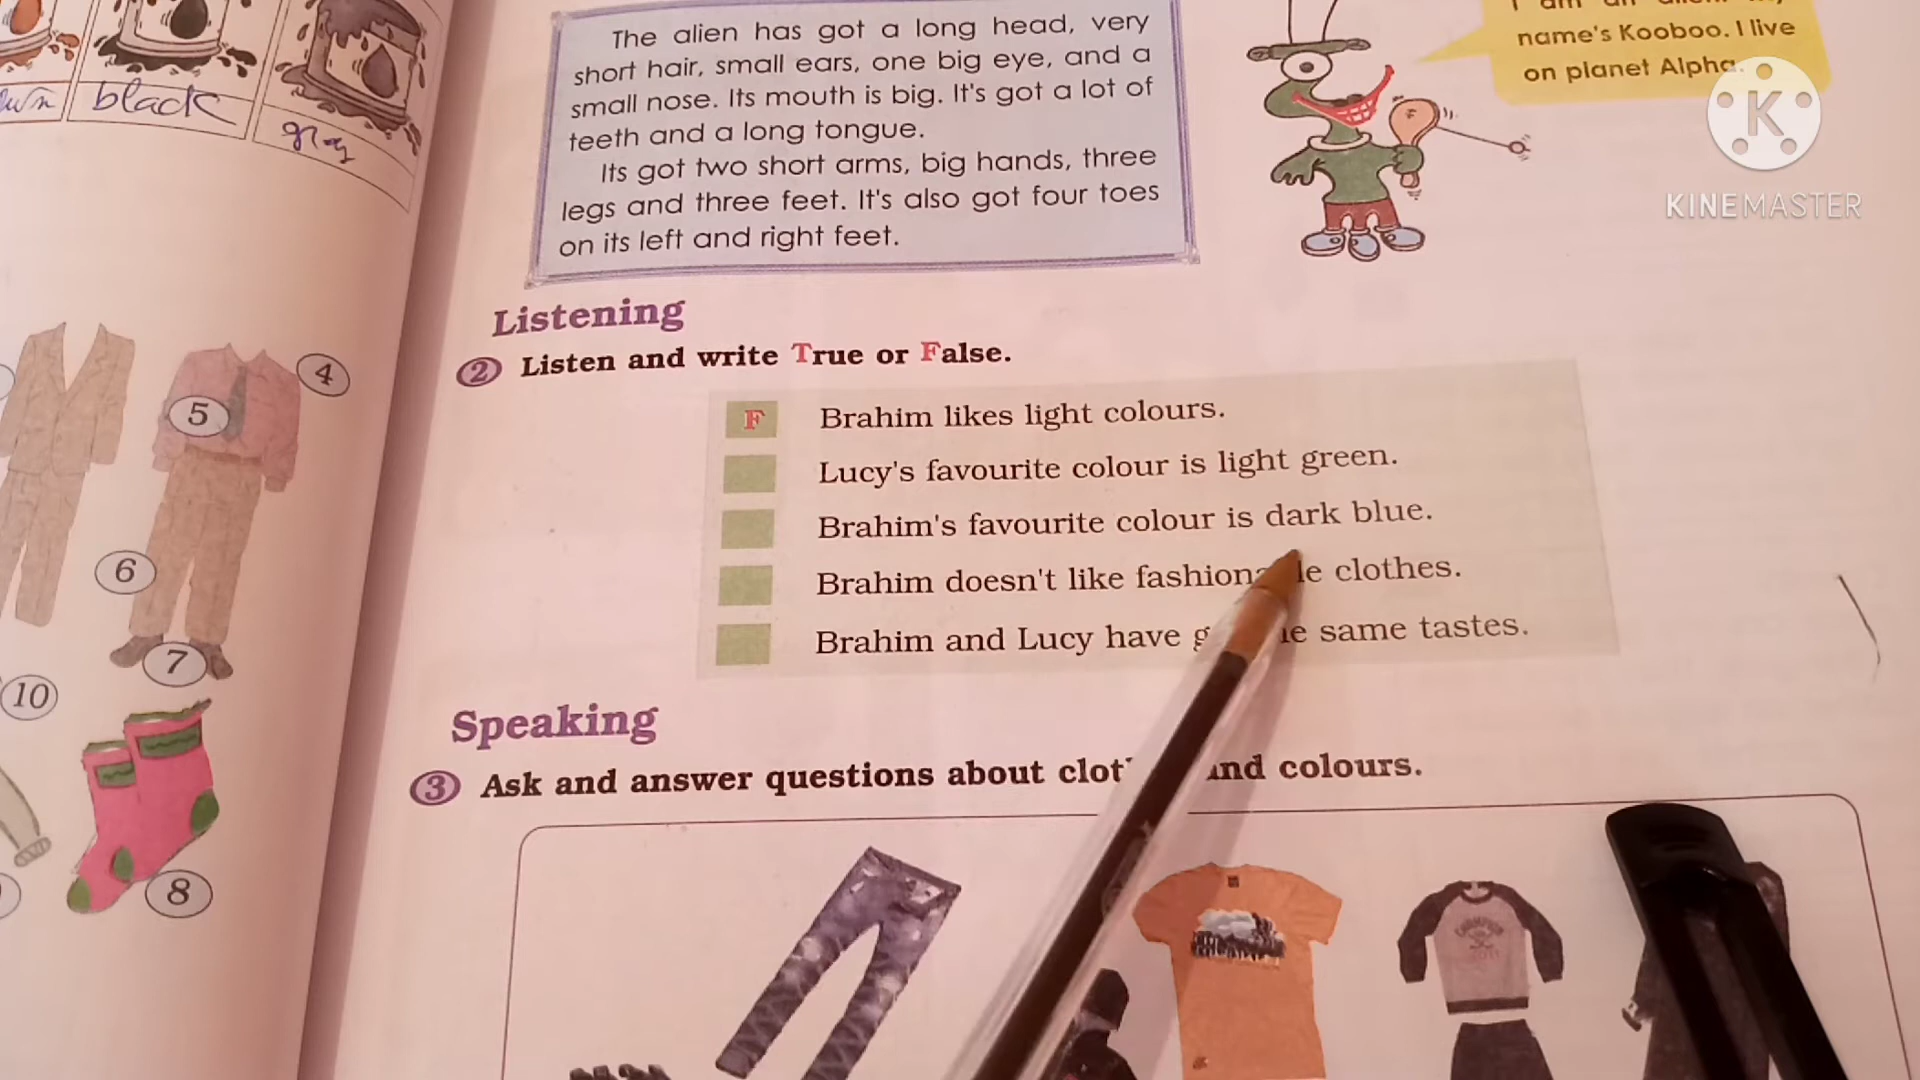 The alien has got a long head, very
short hair, small ears, one big eye, and a
small nose. Its mouth is big. It's got a lot of
teeth and a long tongue.
Its got two short arms, big hands, three
legs and three feet. It's also got four toes
on its left and right feet.
name's Kooboo. I live
on planet Alpha.
K
KINEMASTER
black
gray
4
5
6
7
10
8
Listening
2 Listen and write True or False.
F Brahim likes light colours.
Lucy's favourite colour is light green.
Brahim's favourite colour is dark blue.
Brahim doesn't like clothes.
Brahim and Lucy have same tastes.
Speaking
3 Ask and answer questions about and colours.